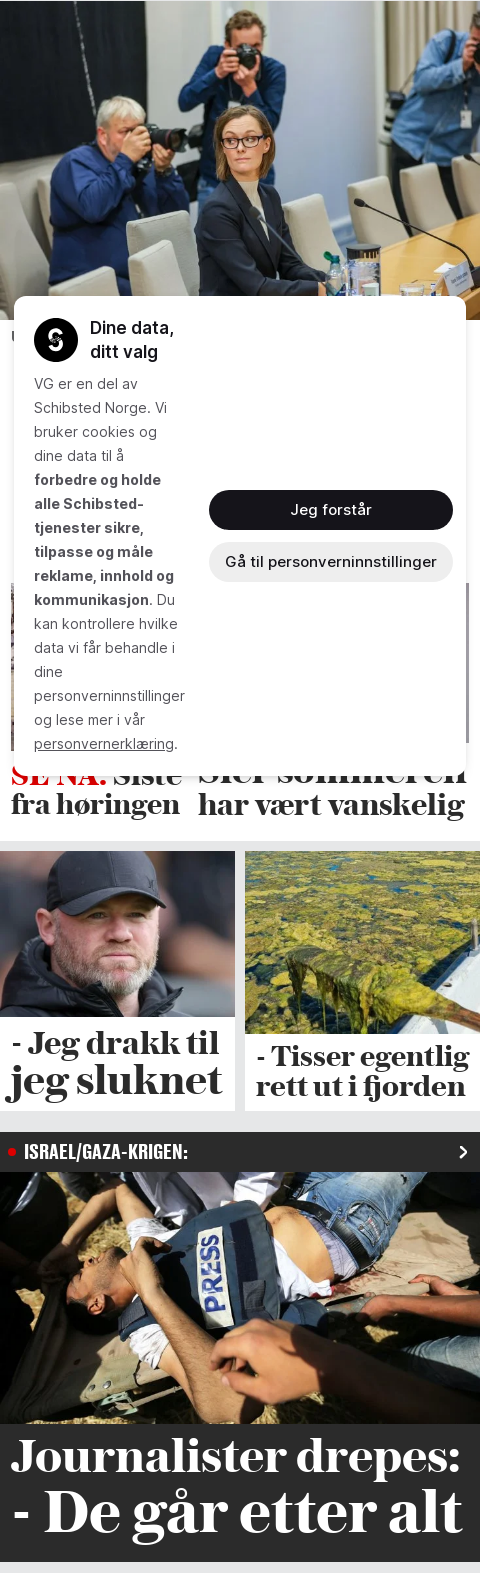 Dine data,
ditt valg
VG er en del av
Schibsted Norge. Vi
bruker cookies og
dine data til å
forbedre og holde
alle Schibsted-
tjenester sikre,
tilpasse og måle
reklame, innhold og
kommunikasjon. Du
kan kontrollere hvilke
data vi får behandle i
dine
personverninnstillinger
og lese mer i vår
personvernerklæring.
Jeg forstår
Gå til personverninnstillinger
SE NÅ: Siste
fra høringen
Sier sommeren
har vært vanskelig
- Jeg drakk til
jeg sluknet
- Tisser egentlig
rett ut i fjorden
ISRAEL/GAZA-KRIGEN:
PRESS
Journalister drepes:
- De går etter alt